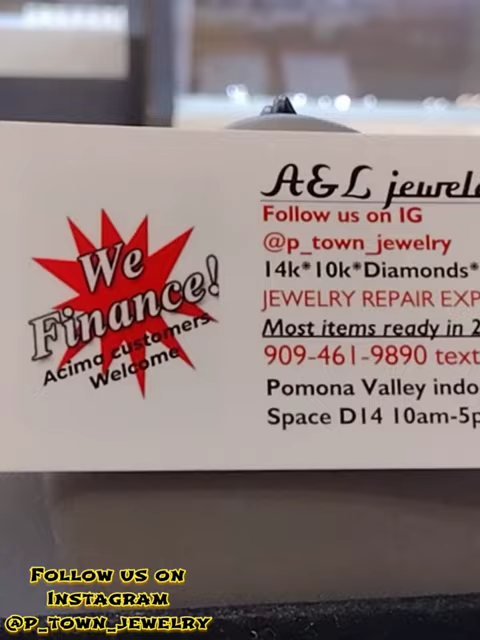 A&L jewel
Follow us on IG
@p_town_jewelry
14k*10k*Diamonds*
JEWELRY REPAIR EXP
Most items ready in 2
909-461-9890 text
Pomona Valley indo
Space D14 10am-5p
We
Finance!
Acima customers
Welcome
Follow us on
Instagram
@p_town_jewelry